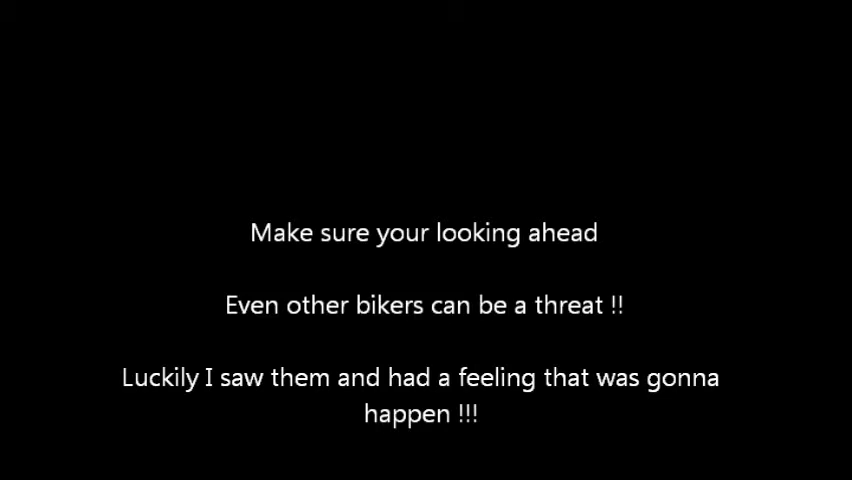 Make sure your looking ahead
Even other bikers can be a threat !!
Luckily I saw them and had a feeling that was gonna
happen !!!